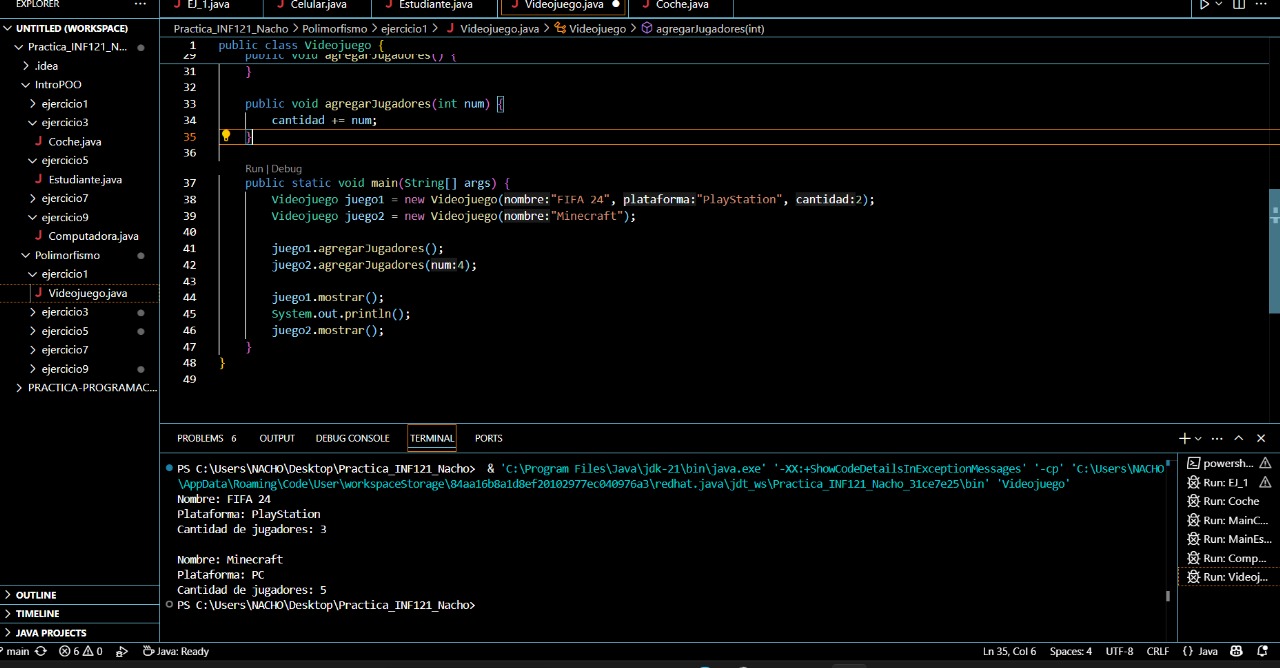 EXPLORER ···
EJ_1.java Celular.java Estudiante.java Videojuego.java Coche.java ···
UNTITLED (WORKSPACE)
Practica_INF121_N...
.idea
IntroPOO
ejercicio1
ejercicio3
Coche.java
ejercicio5
Estudiante.java
ejercicio7
ejercicio9
Computadora.java
Polimorfismo
ejercicio1
Videojuego.java
ejercicio3
ejercicio5
ejercicio7
ejercicio9
PRACTICA-PROGRAMAC...
OUTLINE
TIMELINE
JAVA PROJECTS
Practica_INF121_Nacho > Polimorfismo > ejercicio1 > Videojuego.java > Videojuego > agregarJugadores(int)
1 public class Videojuego {
29 public void agregarJugadores() {
31 }
32
33 public void agregarJugadores(int num) {
34 cantidad += num;
35 }
36
Run | Debug
37 public static void main(String[] args) {
38 Videojuego juego1 = new Videojuego(nombre:"FIFA 24", plataforma:"PlayStation", cantidad:2);
39 Videojuego juego2 = new Videojuego(nombre:"Minecraft");
40
41 juego1.agregarJugadores();
42 juego2.agregarJugadores(num:4);
43
44 juego1.mostrar();
45 System.out.println();
46 juego2.mostrar();
47 }
48 }
49
PROBLEMS 6 OUTPUT DEBUG CONSOLE TERMINAL PORTS ···
PS C:\Users\NACHO\Desktop\Practica_INF121_Nacho> & 'C:\Program Files\Java\jdk-21\bin\java.exe' '-XX:+ShowCodeDetailsInExceptionMessages' '-cp' 'C:\Users\NACHO
\AppData\Roaming\Code\User\workspaceStorage\84aa16b8a1d8ef20102977ec040976a3\redhat.java\jdt_ws\Practica_INF121_Nacho_31ce7e25\bin' 'Videojuego'
Nombre: FIFA 24
Plataforma: PlayStation
Cantidad de jugadores: 3
Nombre: Minecraft
Plataforma: PC
Cantidad de jugadores: 5
PS C:\Users\NACHO\Desktop\Practica_INF121_Nacho>
powersh...
Run: EJ_1
Run: Coche
Run: MainC...
Run: MainEs...
Run: Comp...
Run: Videoj...
main 6 0 Java: Ready Ln 35, Col 6 Spaces: 4 UTF-8 CRLF {} Java